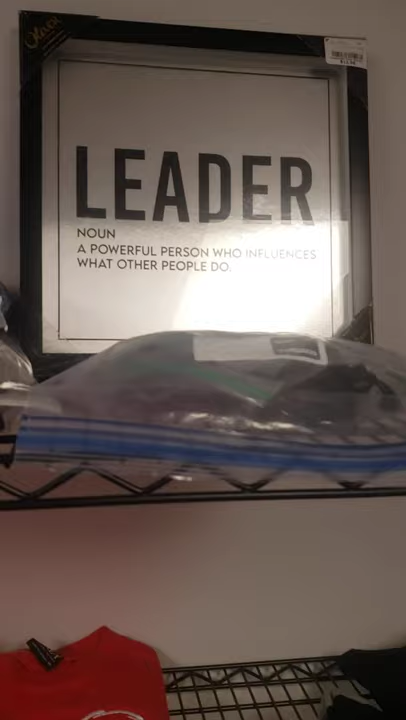 LEADER
NOUN
A POWERFUL PERSON WHO INFLUENCES
WHAT OTHER PEOPLE DO.